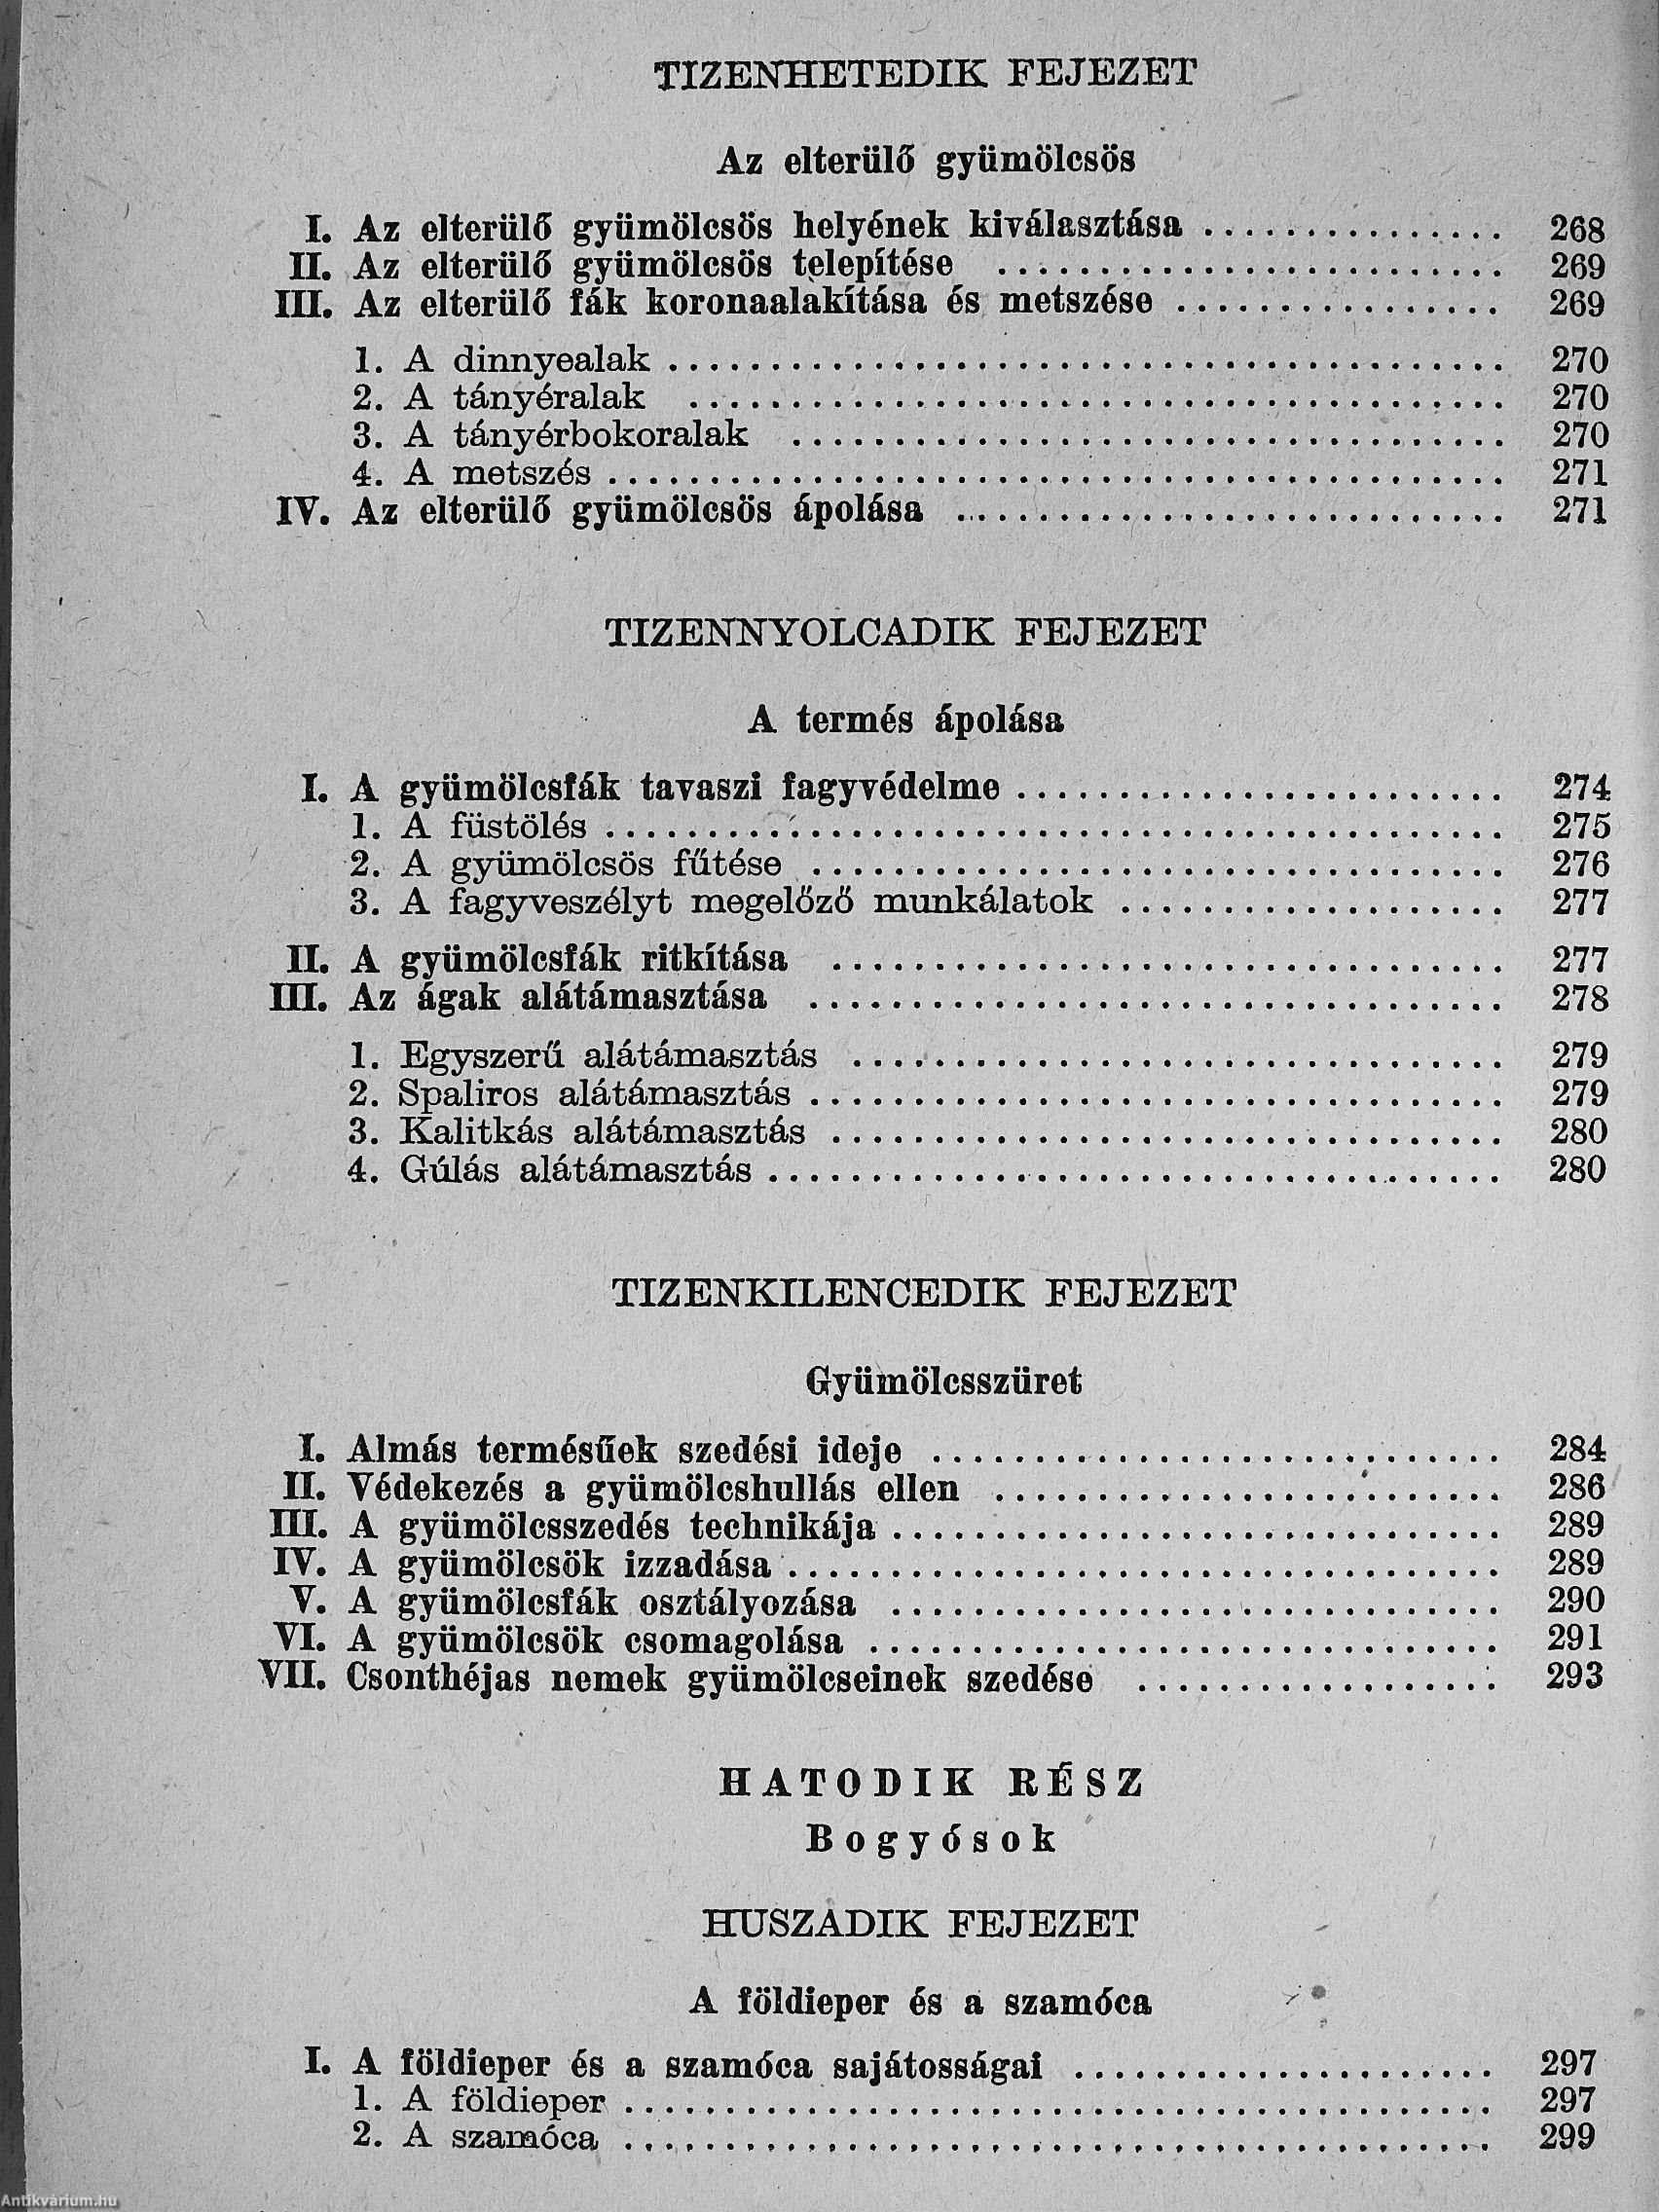 TIZENHETEDIK FEJEZET
Az elterülő gyümölcsös
I. Az elterülő gyümölcsös helyének kiválasztása ............... 268
II. Az elterülő gyümölcsös telepítése ......................... 269
III. Az elterülő fák koronaalakítása és metszése ................ 269
1. A dinnyealak .......................................... 270
2. A tányéralak ......................................... 270
3. A tányérbokoralak .................................... 270
4. A metszés ............................................. 271
IV. Az elterülő gyümölcsös ápolása ........................... 271
TIZENNYOLCADIK FEJEZET
A termés ápolása
I. A gyümölcsfák tavaszi fagyvédelme ........................ 274
1. A füstölés ............................................. 275
2. A gyümölcsös fűtése ................................... 276
3. A fagyveszélyt megelőző munkálatok ................... 277
II. A gyümölcsfák ritkítása ................................. 277
III. Az ágak alátámasztása .................................. 278
1. Egyszerű alátámasztás ................................ 279
2. Spaliros alátámasztás .................................. 279
3. Kalitkás alátámasztás ................................. 280
4. Gúlás alátámasztás .................................... 280
TIZENKILENCEDIK FEJEZET
Gyümölcsszüret
I. Almás termésűek szedési ideje ............................ 284
II. Védekezés a gyümölcshullás ellen ......................... 286
III. A gyümölcsszedés technikája .............................. 289
IV. A gyümölcsök izzadása ................................... 289
V. A gyümölcsfák osztályozása .............................. 290
VI. A gyümölcsök csomagolása ............................... 291
VII. Csonthéjas nemek gyümölcseinek szedése .................. 293
HATODIK RÉSZ
Bogyósok
HUSZADIK FEJEZET
A földieper és a szamóca
I. A földieper és a szamóca sajátosságai ..................... 297
1. A földieper ........................................... 297
2. A szamóca ........................................... 299
Antikvárium.hu